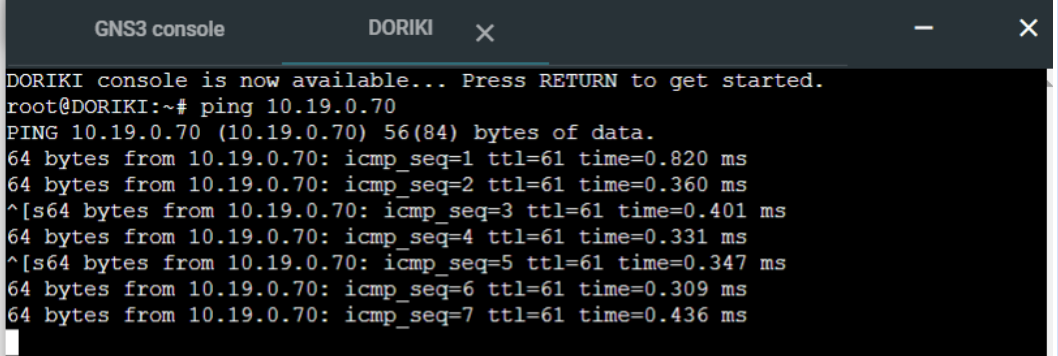 GNS3 console DORIKI
DORIKI console is now available... Press RETURN to get started.
root@DORIKI:~# ping 10.19.0.70
PING 10.19.0.70 (10.19.0.70) 56(84) bytes of data.
64 bytes from 10.19.0.70: icmp_seq=1 ttl=61 time=0.820 ms
64 bytes from 10.19.0.70: icmp_seq=2 ttl=61 time=0.360 ms
^[s64 bytes from 10.19.0.70: icmp_seq=3 ttl=61 time=0.401 ms
64 bytes from 10.19.0.70: icmp_seq=4 ttl=61 time=0.331 ms
^[s64 bytes from 10.19.0.70: icmp_seq=5 ttl=61 time=0.347 ms
64 bytes from 10.19.0.70: icmp_seq=6 ttl=61 time=0.309 ms
64 bytes from 10.19.0.70: icmp_seq=7 ttl=61 time=0.436 ms